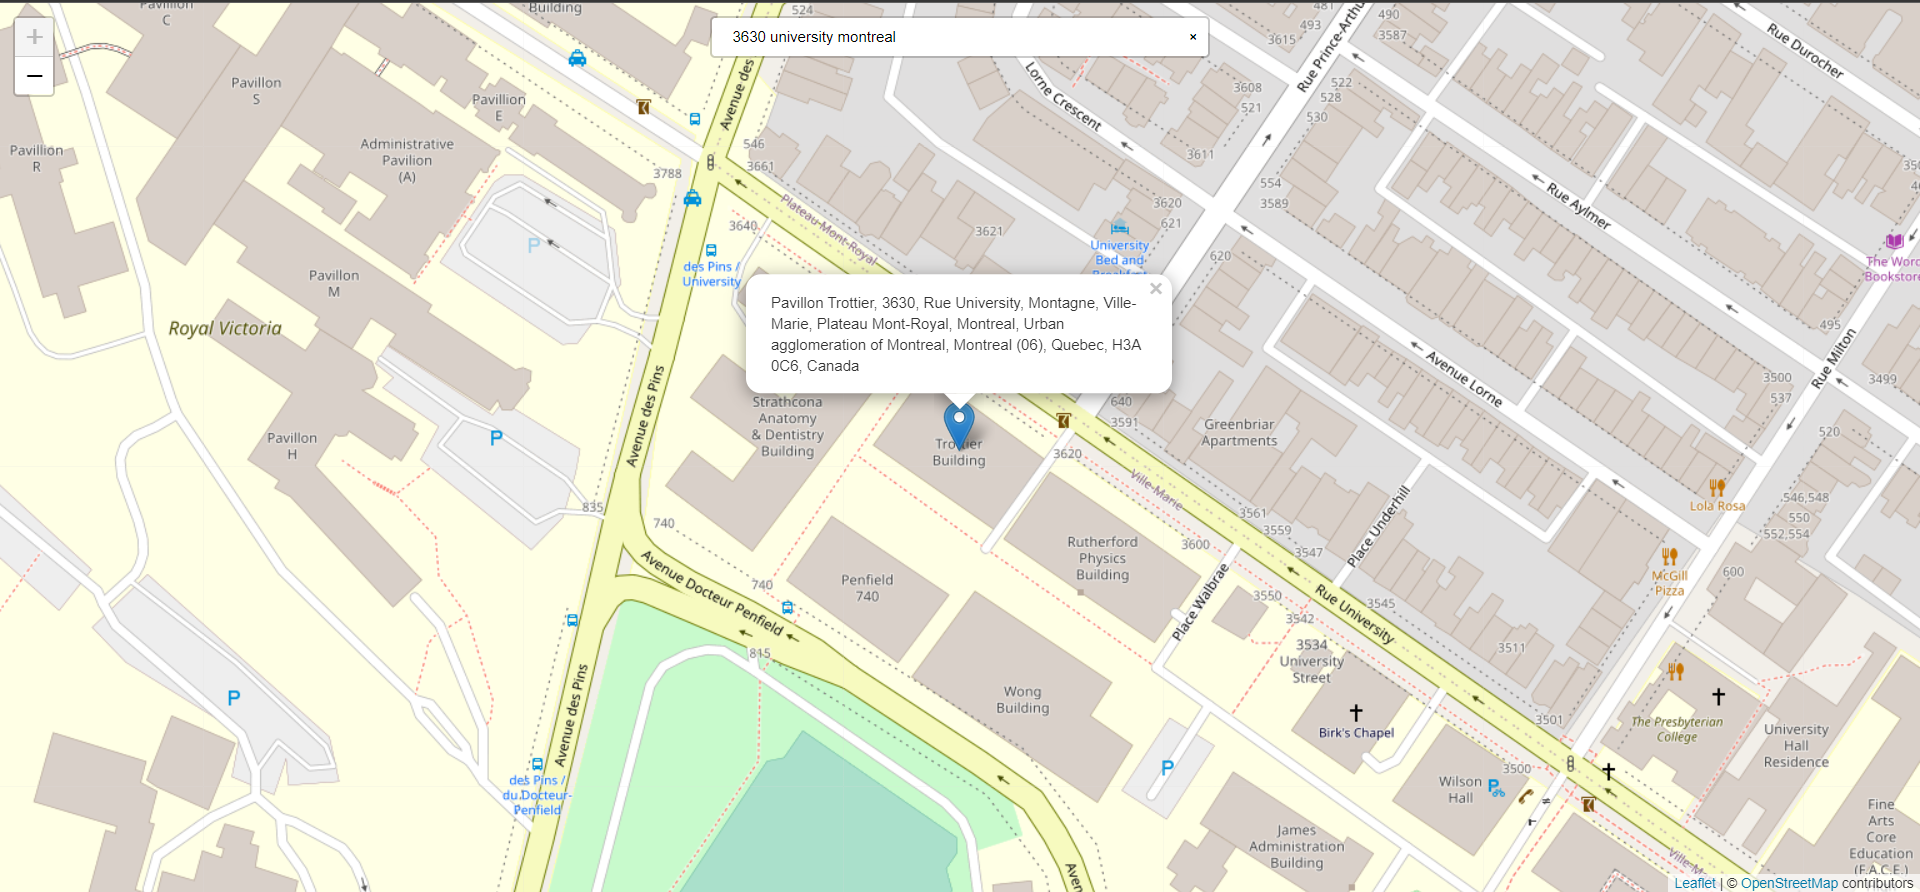 Pavillon
C
Building
524
481
493
490
3587
3615
Rue Durocher
+
3630 university montreal
×
−
Pavillon
S
Pavillion
E
Administrative
Pavilion
(A)
Pavillion
R
Avenue des
Lorne Crescent
Rue Prince-Arthur
3608
521
522
528
530
546
3661
3788
3611
554
3589
3620
621
Rue Aylmer
Plateau-Mont-Royal
3640
3621
620
P
des Pins /
University
University
Bed and
Breakfast
The Word
Bookstore
Pavillon
M
Royal Victoria
×
Pavillon Trottier, 3630, Rue University, Montagne, Ville-
Marie, Plateau Mont-Royal, Montreal, Urban
agglomeration of Montreal, Montreal (06), Quebec, H3A
0C6, Canada
495
Rue Milton
Avenue Lorne
3500
537
3499
Avenue des Pins
Strathcona
Anatomy
& Dentistry
Building
640
3591
Greenbriar
Apartments
520
Pavillon
H
P
Trottier
Building
3620
Ville-Marie
Lola Rosa
546,548
550
552,554
835
740
3561
3559
3547
Place Underhill
3600
Rutherford
Physics
Building
McGill
Pizza
600
Avenue Docteur Penfield
740
Penfield
740
Place Walbrae
3550
3542
3545
Rue University
3534
University
Street
3511
815
P
Avenue des Pins
Wong
Building
Birk's Chapel
3501
The Presbyterian
College
University
Hall
Residence
des Pins /
du Docteur-
Penfield
P
Wilson
Hall
3500
P
James
Administration
Building
Fine
Arts
Core
Education
(F.A.C.E.)
Leaflet | © OpenStreetMap contributors